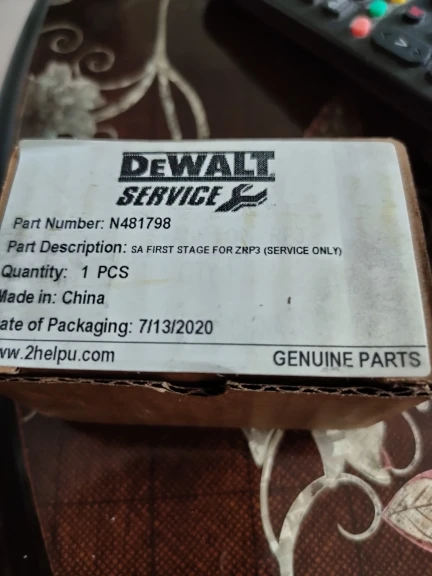 DEWALT
SERVICE
Part Number: N481798
Part Description: SA FIRST STAGE FOR ZRP3 (SERVICE ONLY)
Quantity: 1 PCS
Made in: China
ate of Packaging: 7/13/2020
ww.2helpu.com GENUINE PARTS